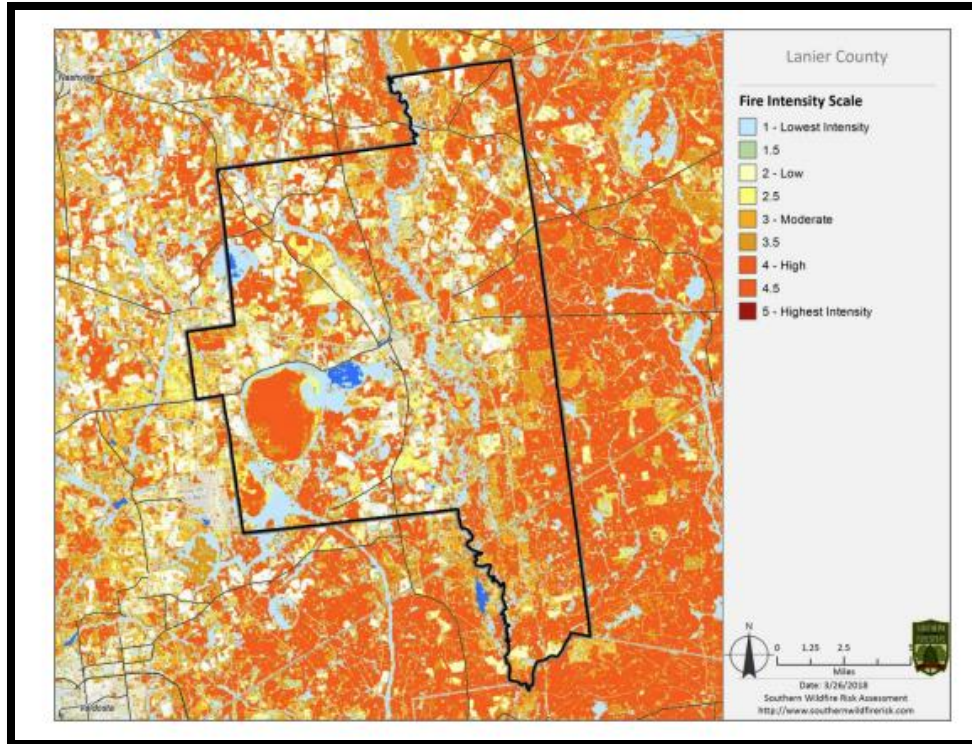 Lanier County
Fire Intensity Scale
1 - Lowest Intensity
1.5
2 - Low
2.5
3 - Moderate
3.5
4 - High
4.5
5 - Highest Intensity
Nashville
Valdosta
N
0 1.25 2.5 5
Miles
Date: 3/26/2018
Southern Wildfire Risk Assessment
http://www.southernwildfirerisk.com